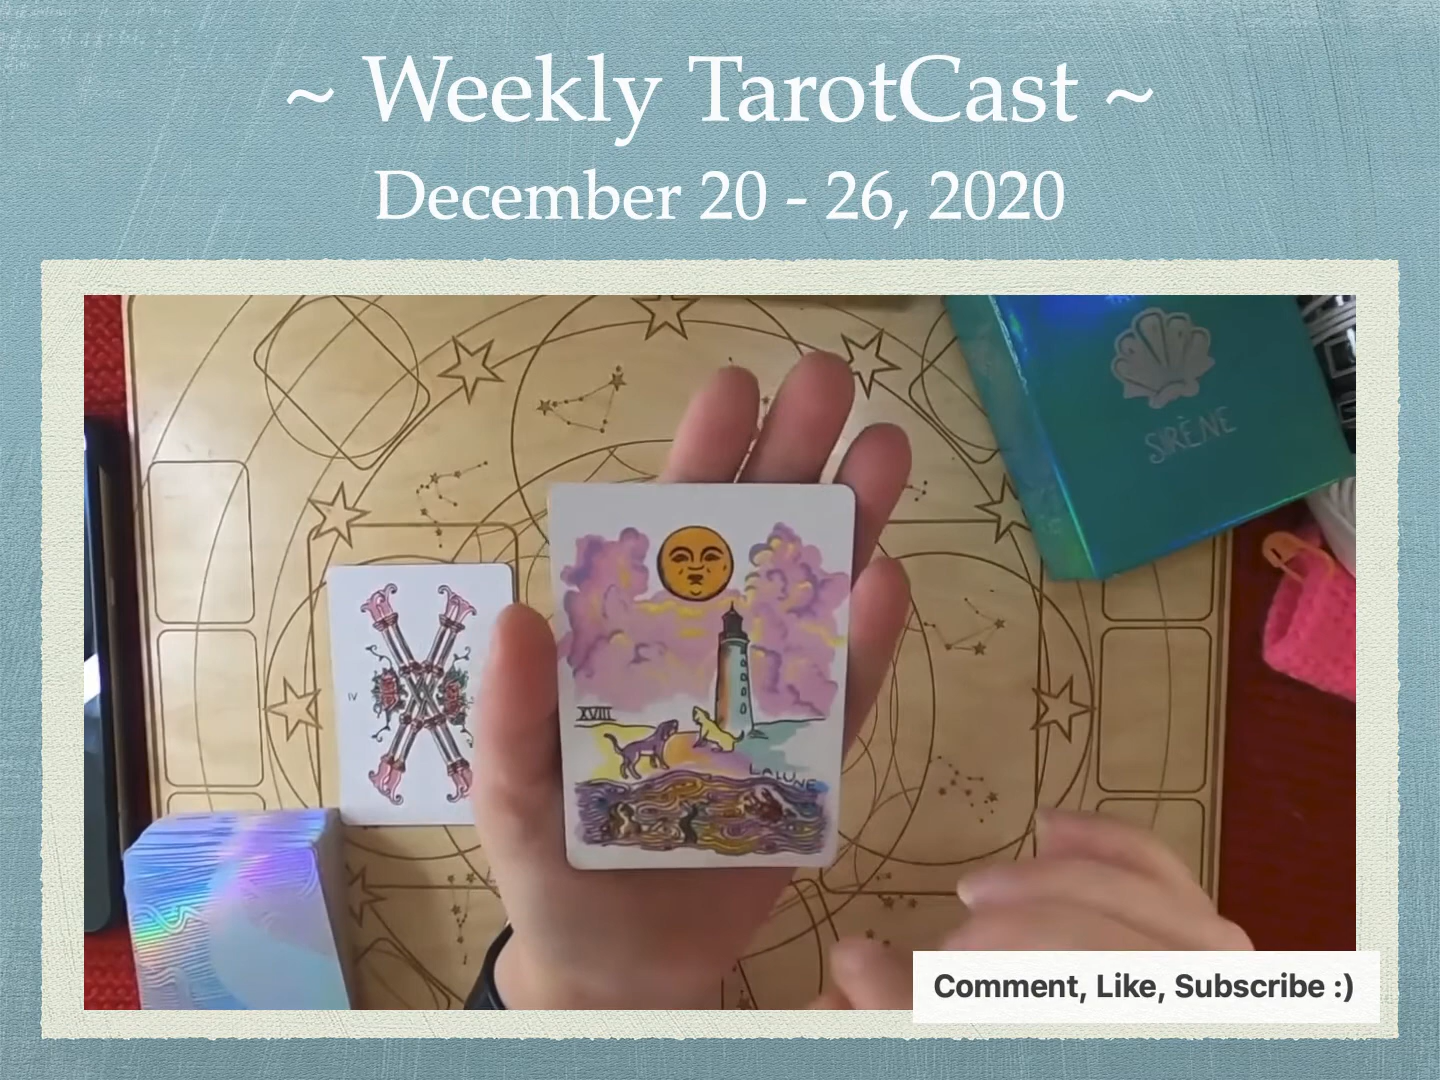 ~ Weekly TarotCast ~
December 20 - 26, 2020
SIRÈNE
IV
XVIII
LA LUNE
Comment, Like, Subscribe :)